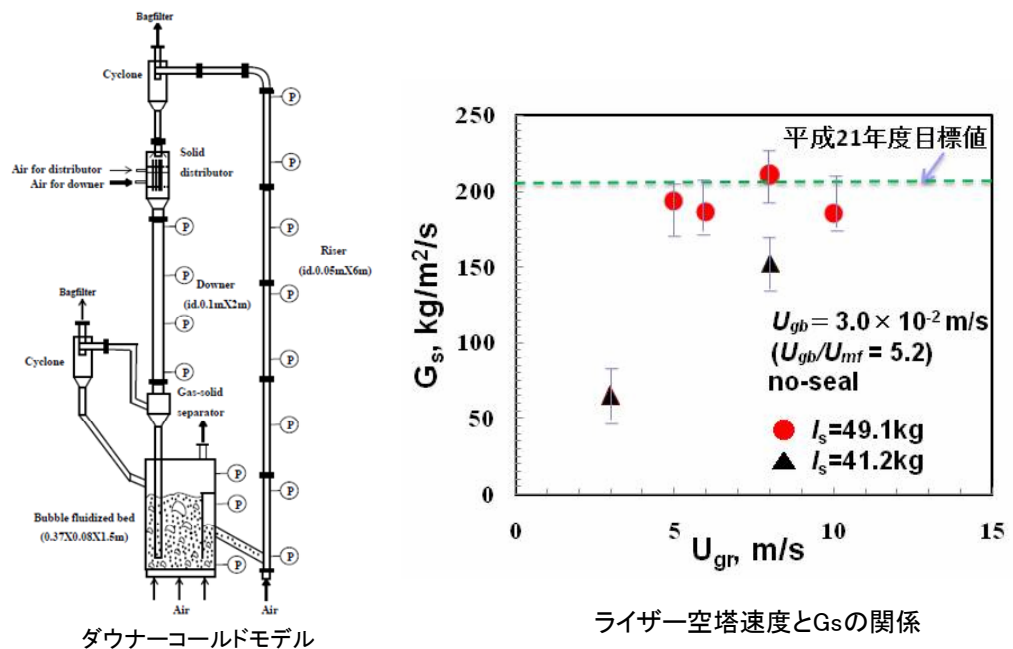 Bagfilter
Cyclone
P
P
Solid
distributor
Air for distributor
Air for downer
P
P
Riser
(id.0.05mX6m)
P
Downer
(id.0.1mX2m)
P
Bagfilter
P
P
Cyclone
P
Gas-solid
separator
P
P
P
P
Bubble fluidized bed
(0.37X0.08X1.5m)
P
P
Air
Air
ダウナーコールドモデル
250
200
150
100
50
0
Gs, kg/m²/s
平成21年度目標値
Ugb = 3.0 × 10⁻² m/s
(Ugb/Umf = 5.2)
no-seal
Is=49.1kg
Is=41.2kg
0 5 10 15
Ugr, m/s
ライザー空塔速度とGsの関係